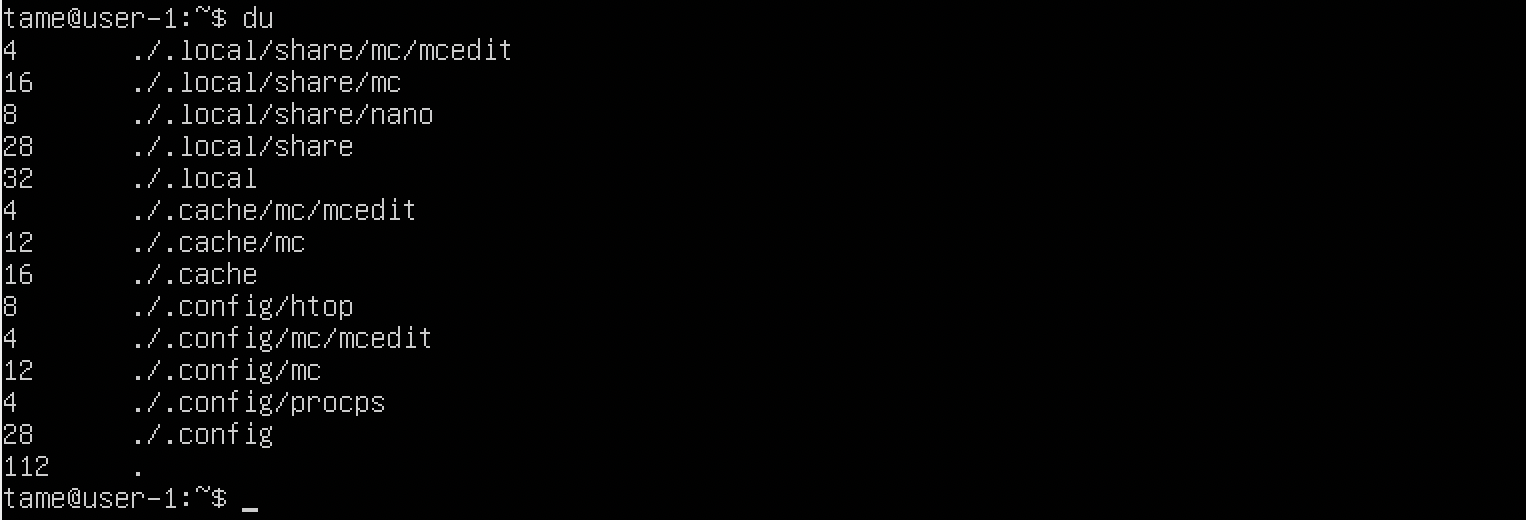 tame@user-1:~$ du
4	./.local/share/mc/mcedit
16	./.local/share/mc
8	./.local/share/nano
28	./.local/share
32	./.local
4	./.cache/mc/mcedit
12	./.cache/mc
16	./.cache
8	./.config/htop
4	./.config/mc/mcedit
12	./.config/mc
4	./.config/procps
28	./.config
112	.
tame@user-1:~$ _